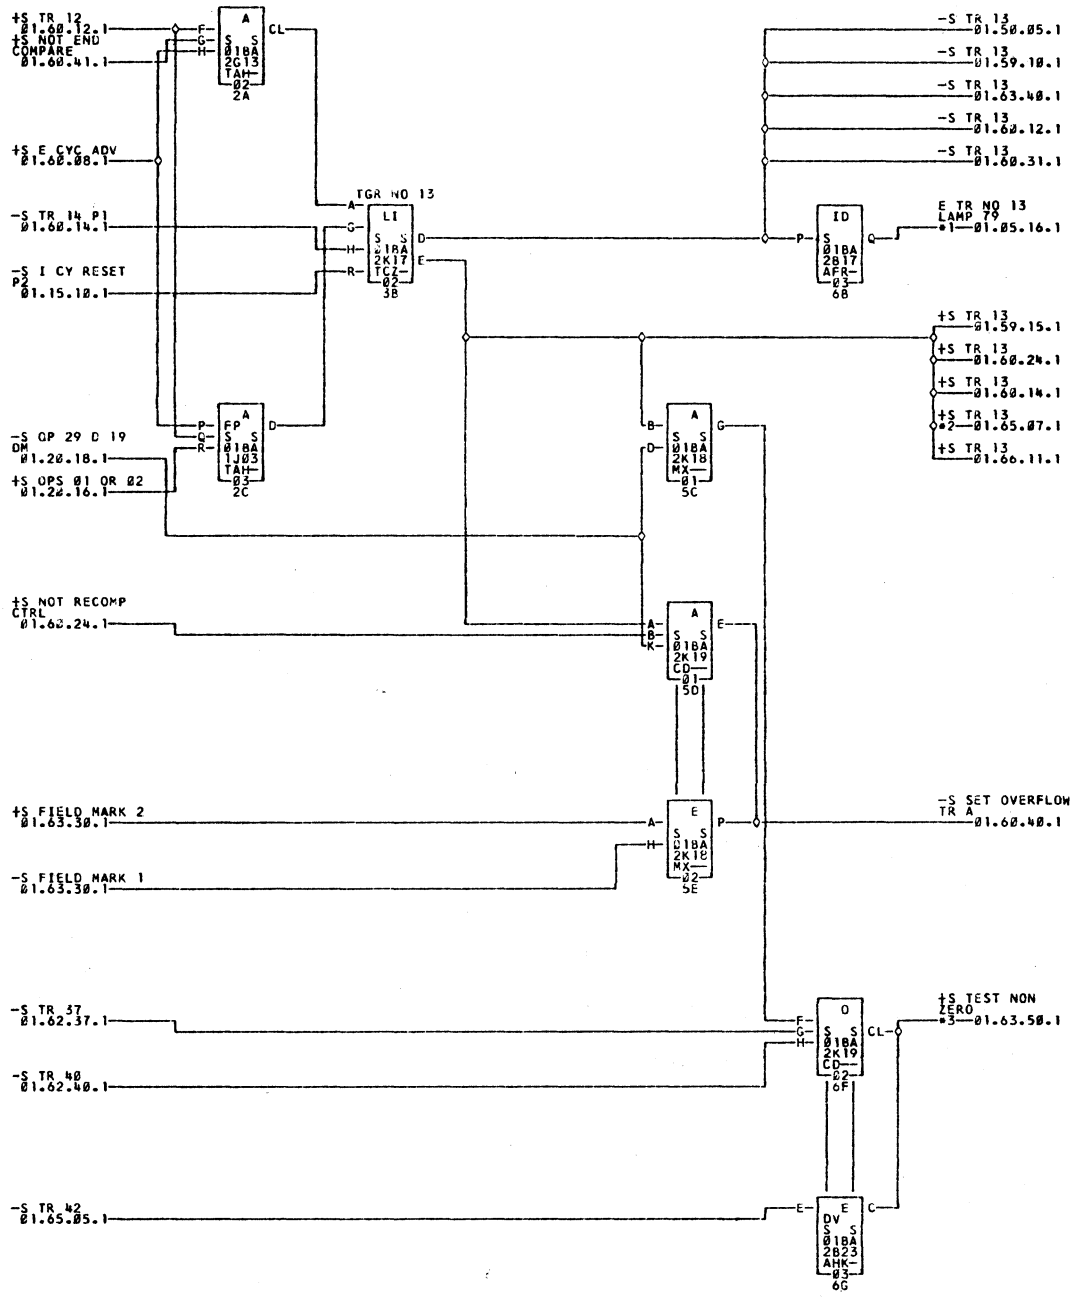 +S TR 12
01.60.12.1
+S NOT END
COMPARE
01.60.41.1
F
G
H
A
S S
01BA
2G13
TAH
02
2A
CL
+S E CYC ADV
01.60.08.1
-S TR 14 P1
01.60.14.1
-S I CY RESET
P2
01.15.10.1
TGR NO 13
A
G
H
R
LI
S S
01BA
2K17
TCZ
02
3B
D
E
-S TR 13
01.50.05.1
-S TR 13
01.59.10.1
-S TR 13
01.63.40.1
-S TR 13
01.60.12.1
-S TR 13
01.60.31.1
P
ID
S
01BA
2B17
AFR
03
6B
Q
E TR NO 13
LAMP 79
*1 01.05.16.1
+S TR 13
01.59.15.1
+S TR 13
01.60.24.1
+S TR 13
01.60.14.1
+S TR 13
*2 01.65.07.1
+S TR 13
01.66.11.1
-S OP 29 D 19
DM
01.20.18.1
+S OPS 01 OR 02
01.20.16.1
P
Q
R
A
FP
S S
01BA
1J03
TAH
03
2C
D
B
D
A
S S
01BA
2K18
MX
01
5C
G
+S NOT RECOMP
CTRL
01.60.24.1
A
B
K
A
S S
01BA
2K19
CD
01
5D
E
+S FIELD MARK 2
01.63.30.1
-S FIELD MARK 1
01.63.30.1
A
H
E
S S
01BA
2K18
MX
02
5E
P
-S SET OVERFLOW
TR A
01.60.40.1
-S TR 37
01.62.37.1
-S TR 40
01.62.40.1
F
G
H
O
S S
01BA
2K19
CD
02
6F
CL
+S TEST NON
ZERO
*3 01.63.50.1
-S TR 42
01.65.05.1
E
E
DV
S S
01BA
2B23
AHK
03
6G
C